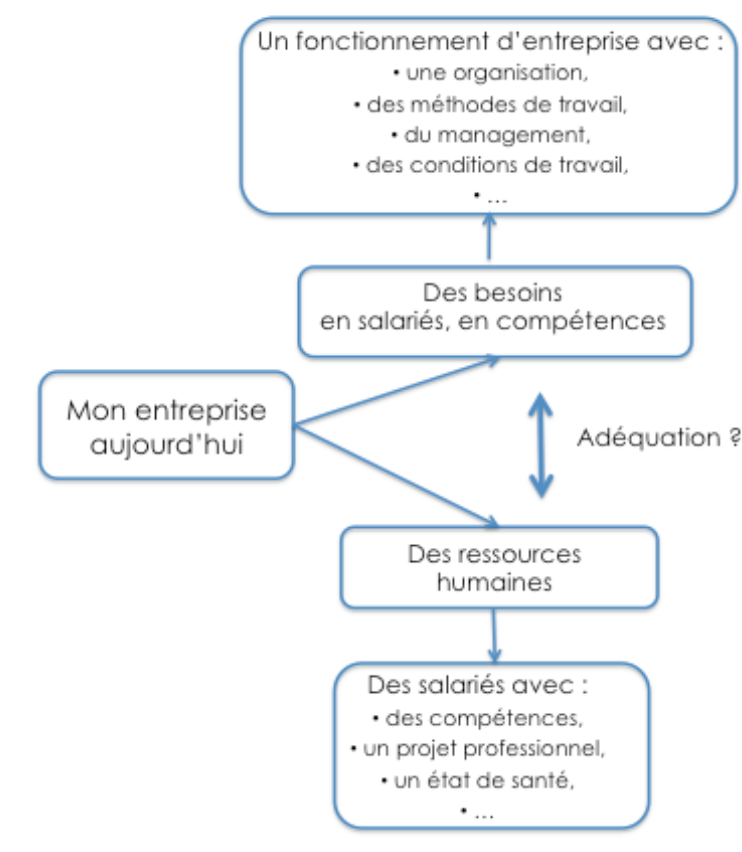 Un fonctionnement d'entreprise avec :
• une organisation,
• des méthodes de travail,
• du management,
• des conditions de travail,
• ...
Des besoins
en salariés, en compétences
Mon entreprise
aujourd'hui
Adéquation ?
Des ressources
humaines
Des salariés avec :
• des compétences,
• un projet professionnel,
• un état de santé,
• ...